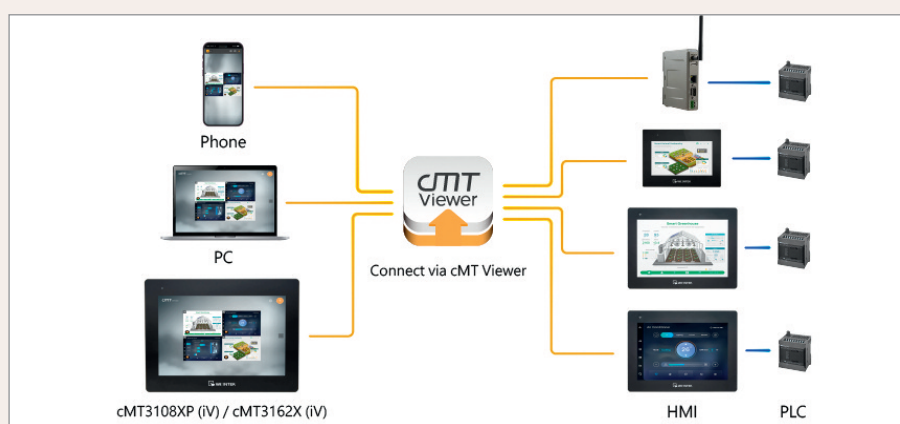 Phone
PC
cMT3108XP (iV) / cMT3162X (iV)
cMT
Viewer
Connect via cMT Viewer
HMI
PLC